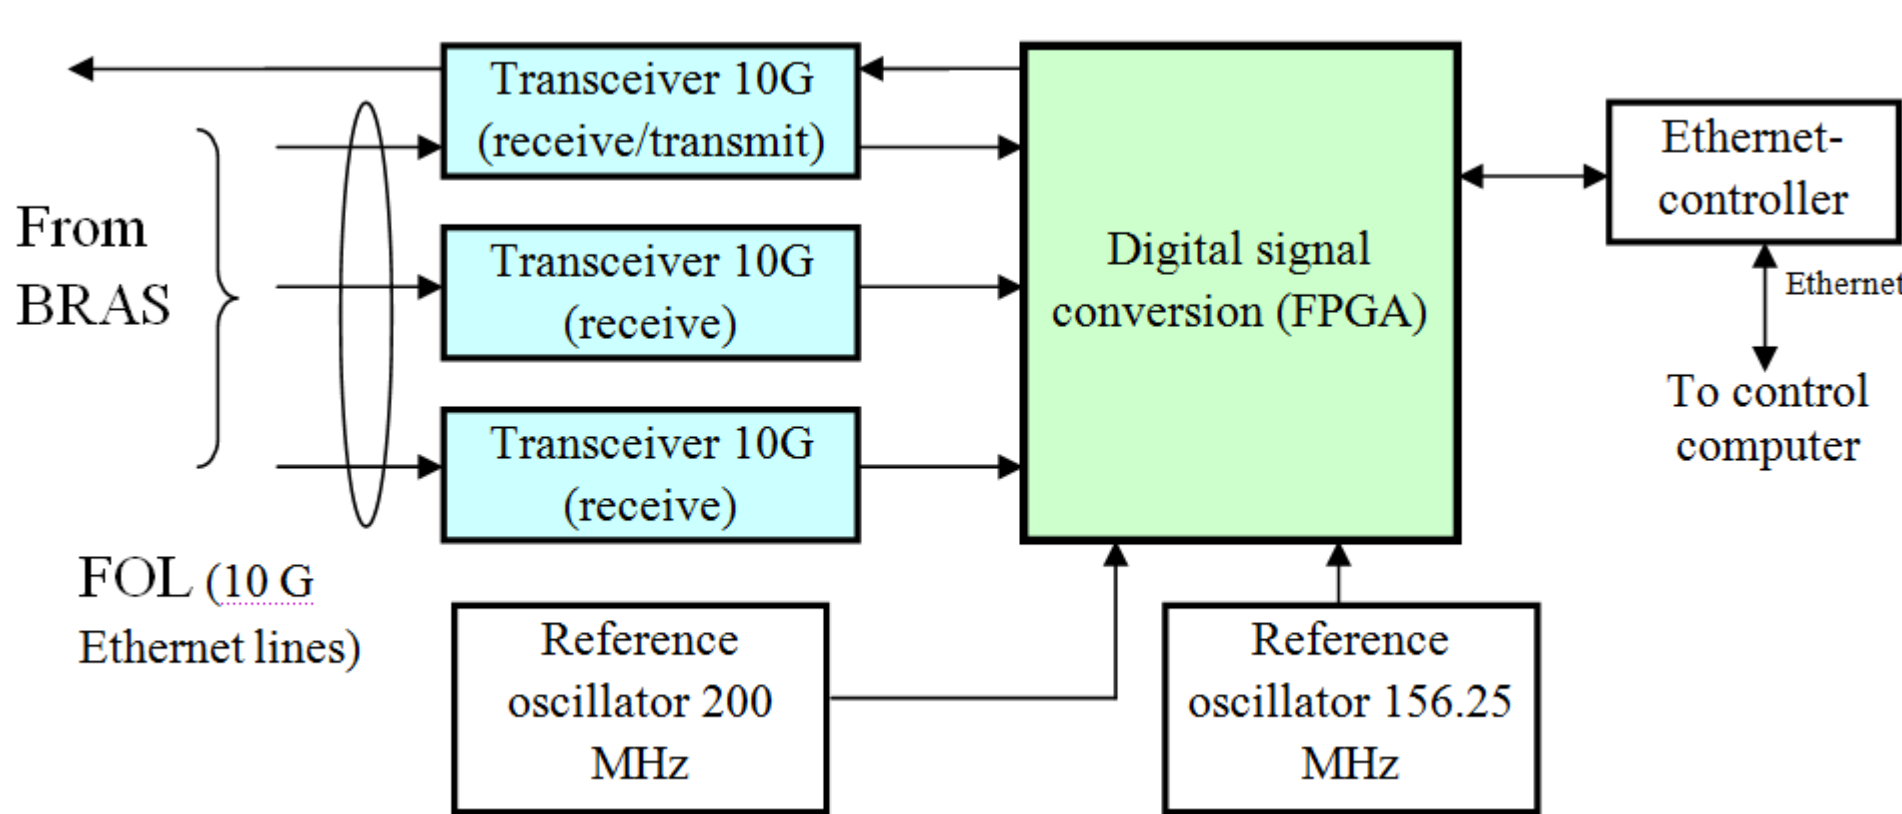 Transceiver 10G
(receive/transmit)
From
BRAS
Transceiver 10G
(receive)
Transceiver 10G
(receive)
Digital signal
conversion (FPGA)
Ethernet-
controller
Ethernet
To control
computer
FOL (10 G
Ethernet lines)
Reference
oscillator 200
MHz
Reference
oscillator 156.25
MHz